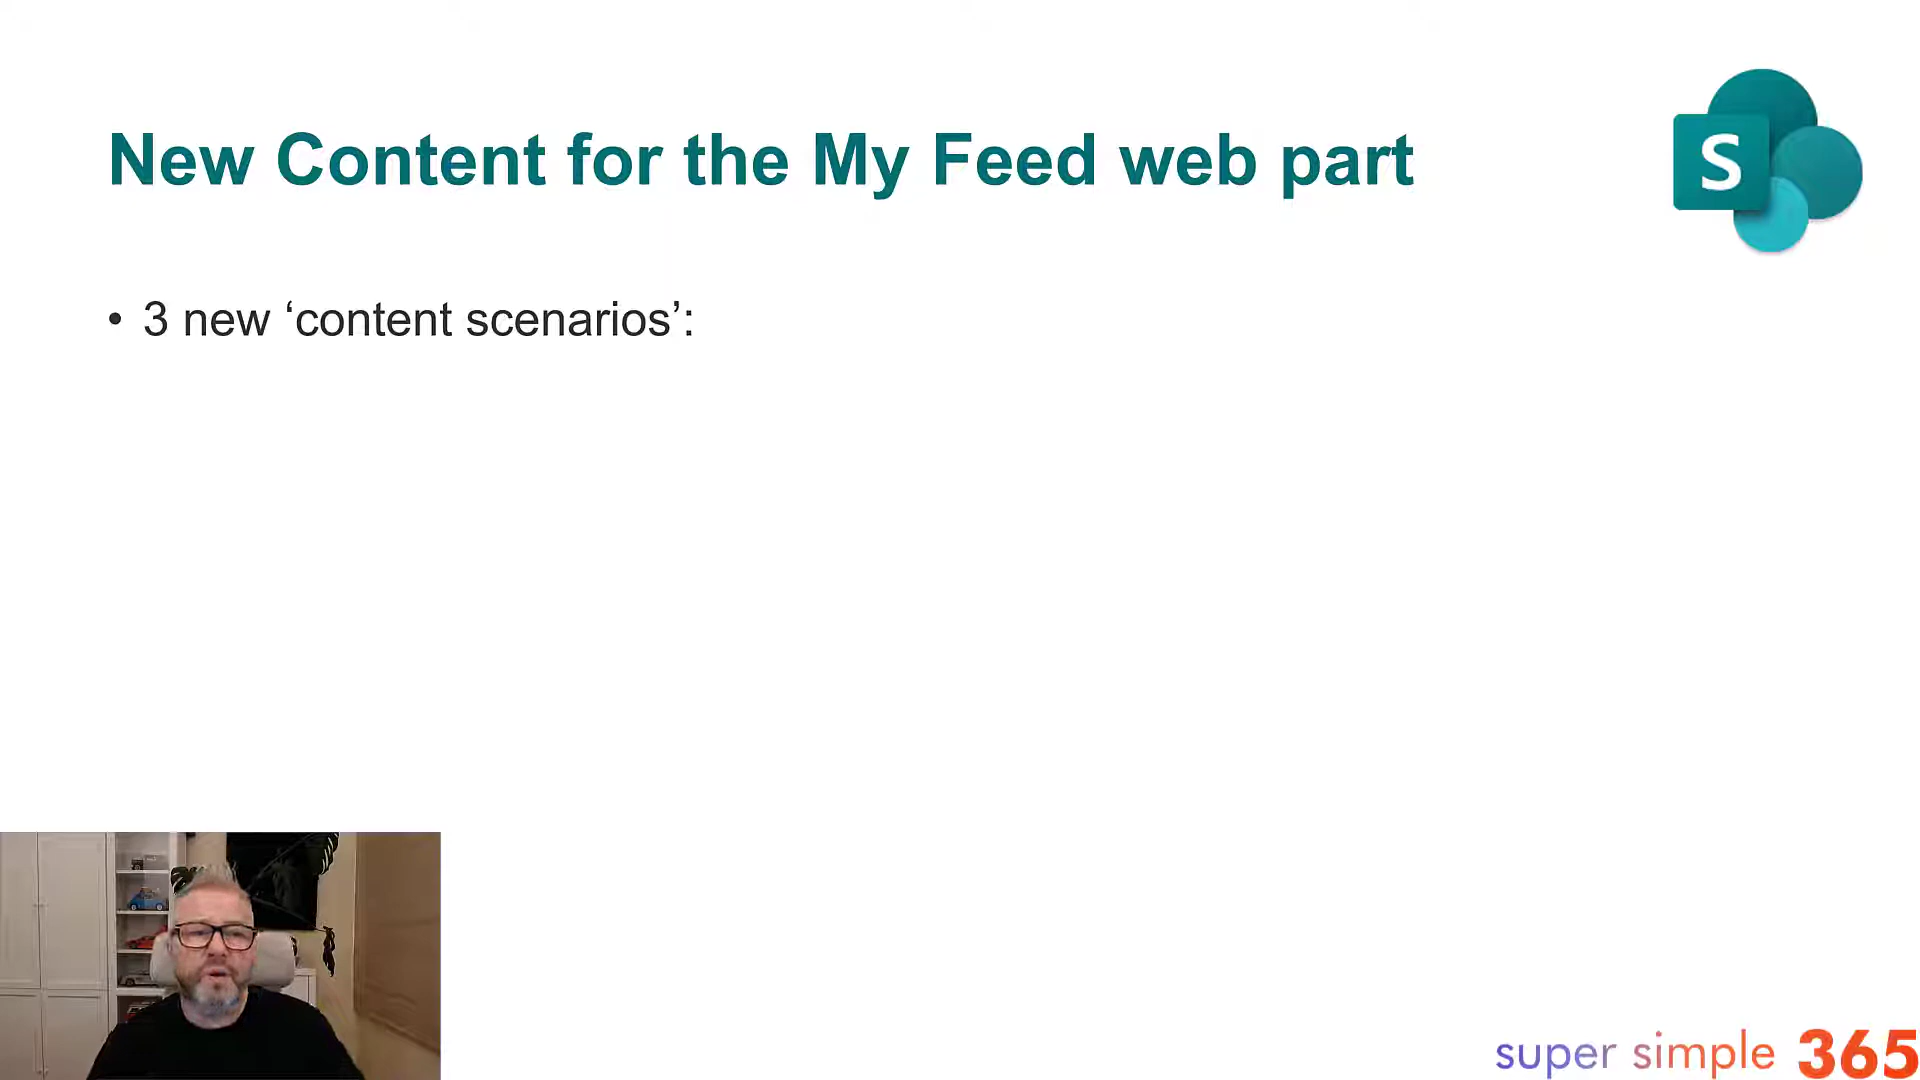 New Content for the My Feed web part
S
• 3 new ‘content scenarios’:
super simple 365